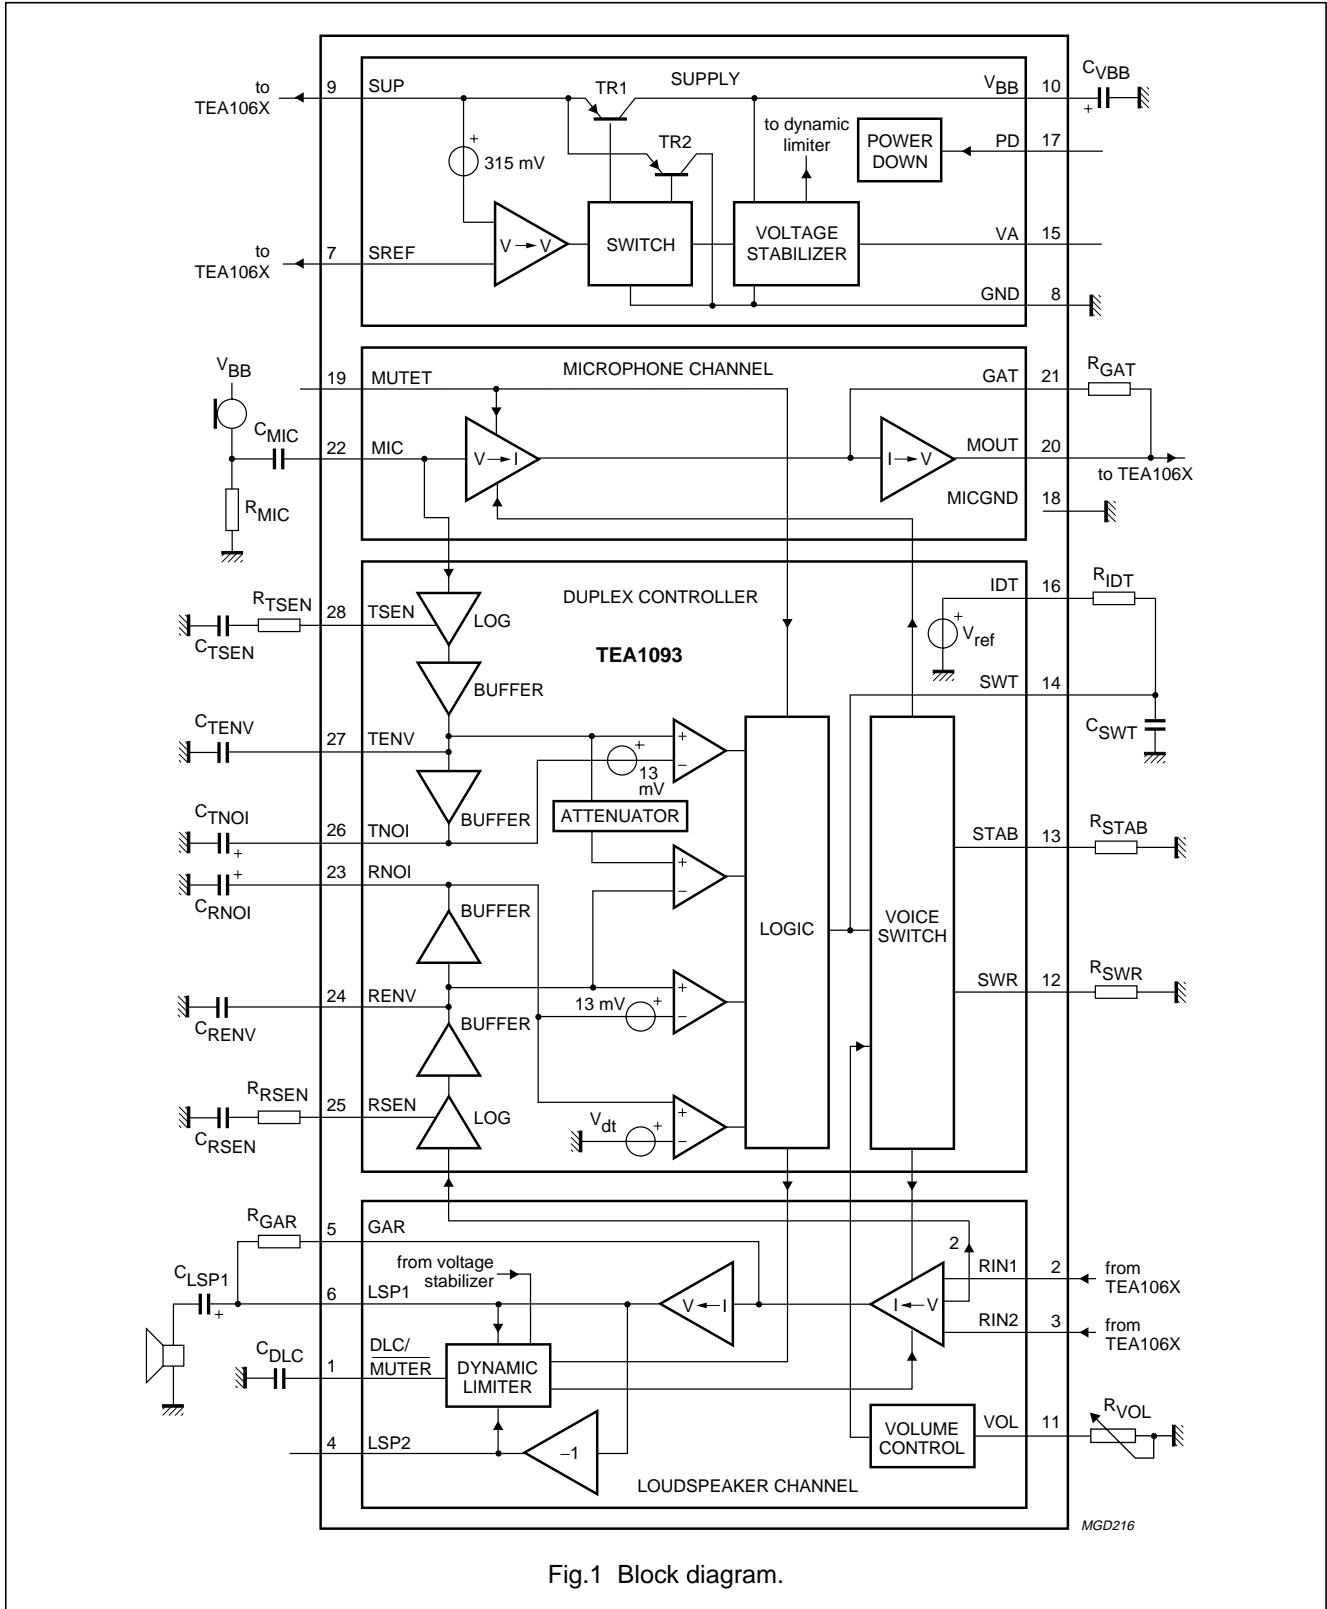 SUPPLY
to
TEA106X
9
SUP
TR1
VBB
10
CVBB
+
TR2
to dynamic
limiter
POWER
DOWN
PD
17
+
315 mV
V → V
SWITCH
VOLTAGE
STABILIZER
VA
15
to
TEA106X
7
SREF
GND
8
MICROPHONE CHANNEL
VBB
19
MUTET
GAT
21
RGAT
CMIC
22
MIC
V → I
I → V
MOUT
20
to TEA106X
RMIC
MICGND
18
DUPLEX CONTROLLER
TEA1093
IDT
16
RIDT
RTSEN
28
TSEN
LOG
CTSEN
+
Vref
BUFFER
SWT
14
CSWT
CTENV
27
TENV
+
13
mV
+
−
BUFFER
ATTENUATOR
CTNOI
26
TNOI
+
STAB
13
RSTAB
+
−
23
RNOI
+
CRNOI
BUFFER
LOGIC
VOICE
SWITCH
SWR
12
RSWR
24
RENV
CRENV
BUFFER
13 mV
+
+
−
RRSEN
25
RSEN
LOG
CRSEN
Vdt
+
+
−
RGAR
5
GAR
2
from voltage
stabilizer
RIN1
2
from
TEA106X
CLSP1
+
6
LSP1
V ← I
I ← V
RIN2
3
from
TEA106X
CDLC
1
DLC/
MUTER
DYNAMIC
LIMITER
VOLUME
CONTROL
VOL
11
RVOL
4
LSP2
−1
LOUDSPEAKER CHANNEL
MGD216
Fig.1 Block diagram.